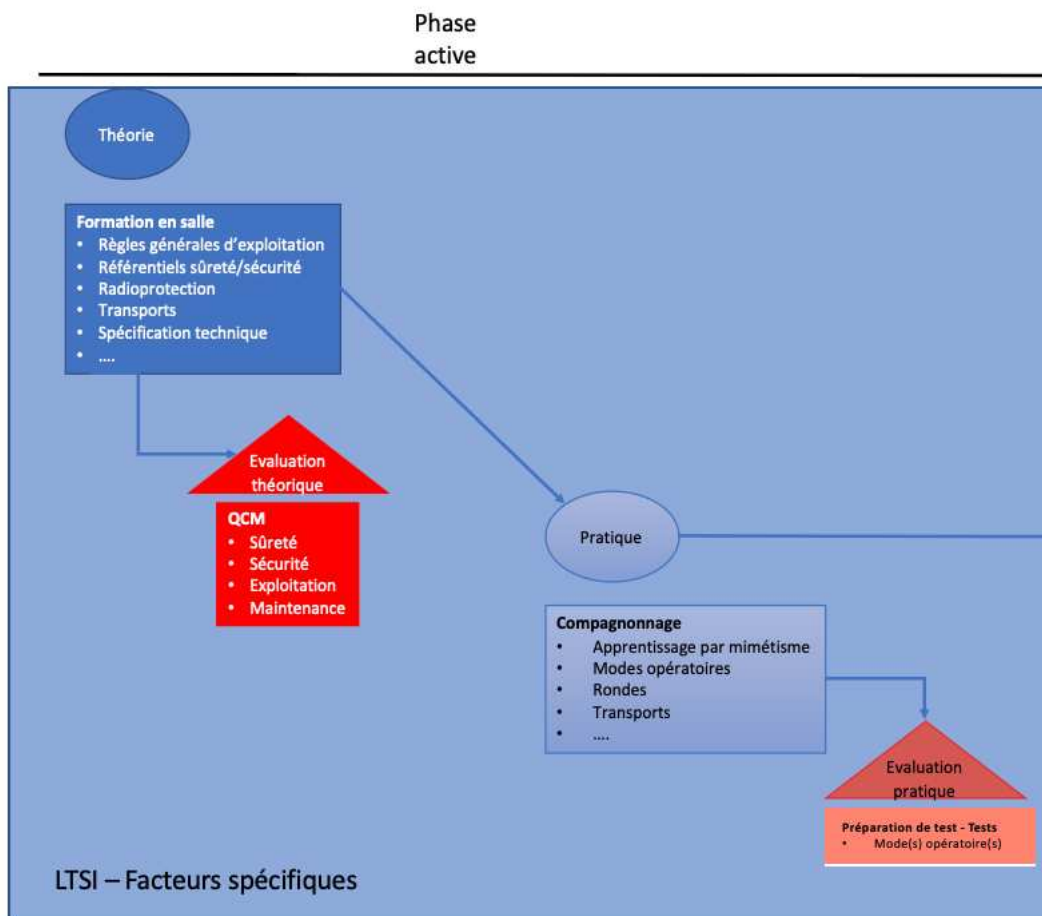 Phase
active
Théorie
Formation en salle
• Règles générales d'exploitation
• Référentiels sûreté/sécurité
• Radioprotection
• Transports
• Spécification technique
• ....
Evaluation
théorique
QCM
• Sûreté
• Sécurité
• Exploitation
• Maintenance
Pratique
Compagnonnage
• Apprentissage par mimétisme
• Modes opératoires
• Rondes
• Transports
• ....
Evaluation
pratique
Préparation de test - Tests
• Mode(s) opératoire(s)
LTSI – Facteurs spécifiques